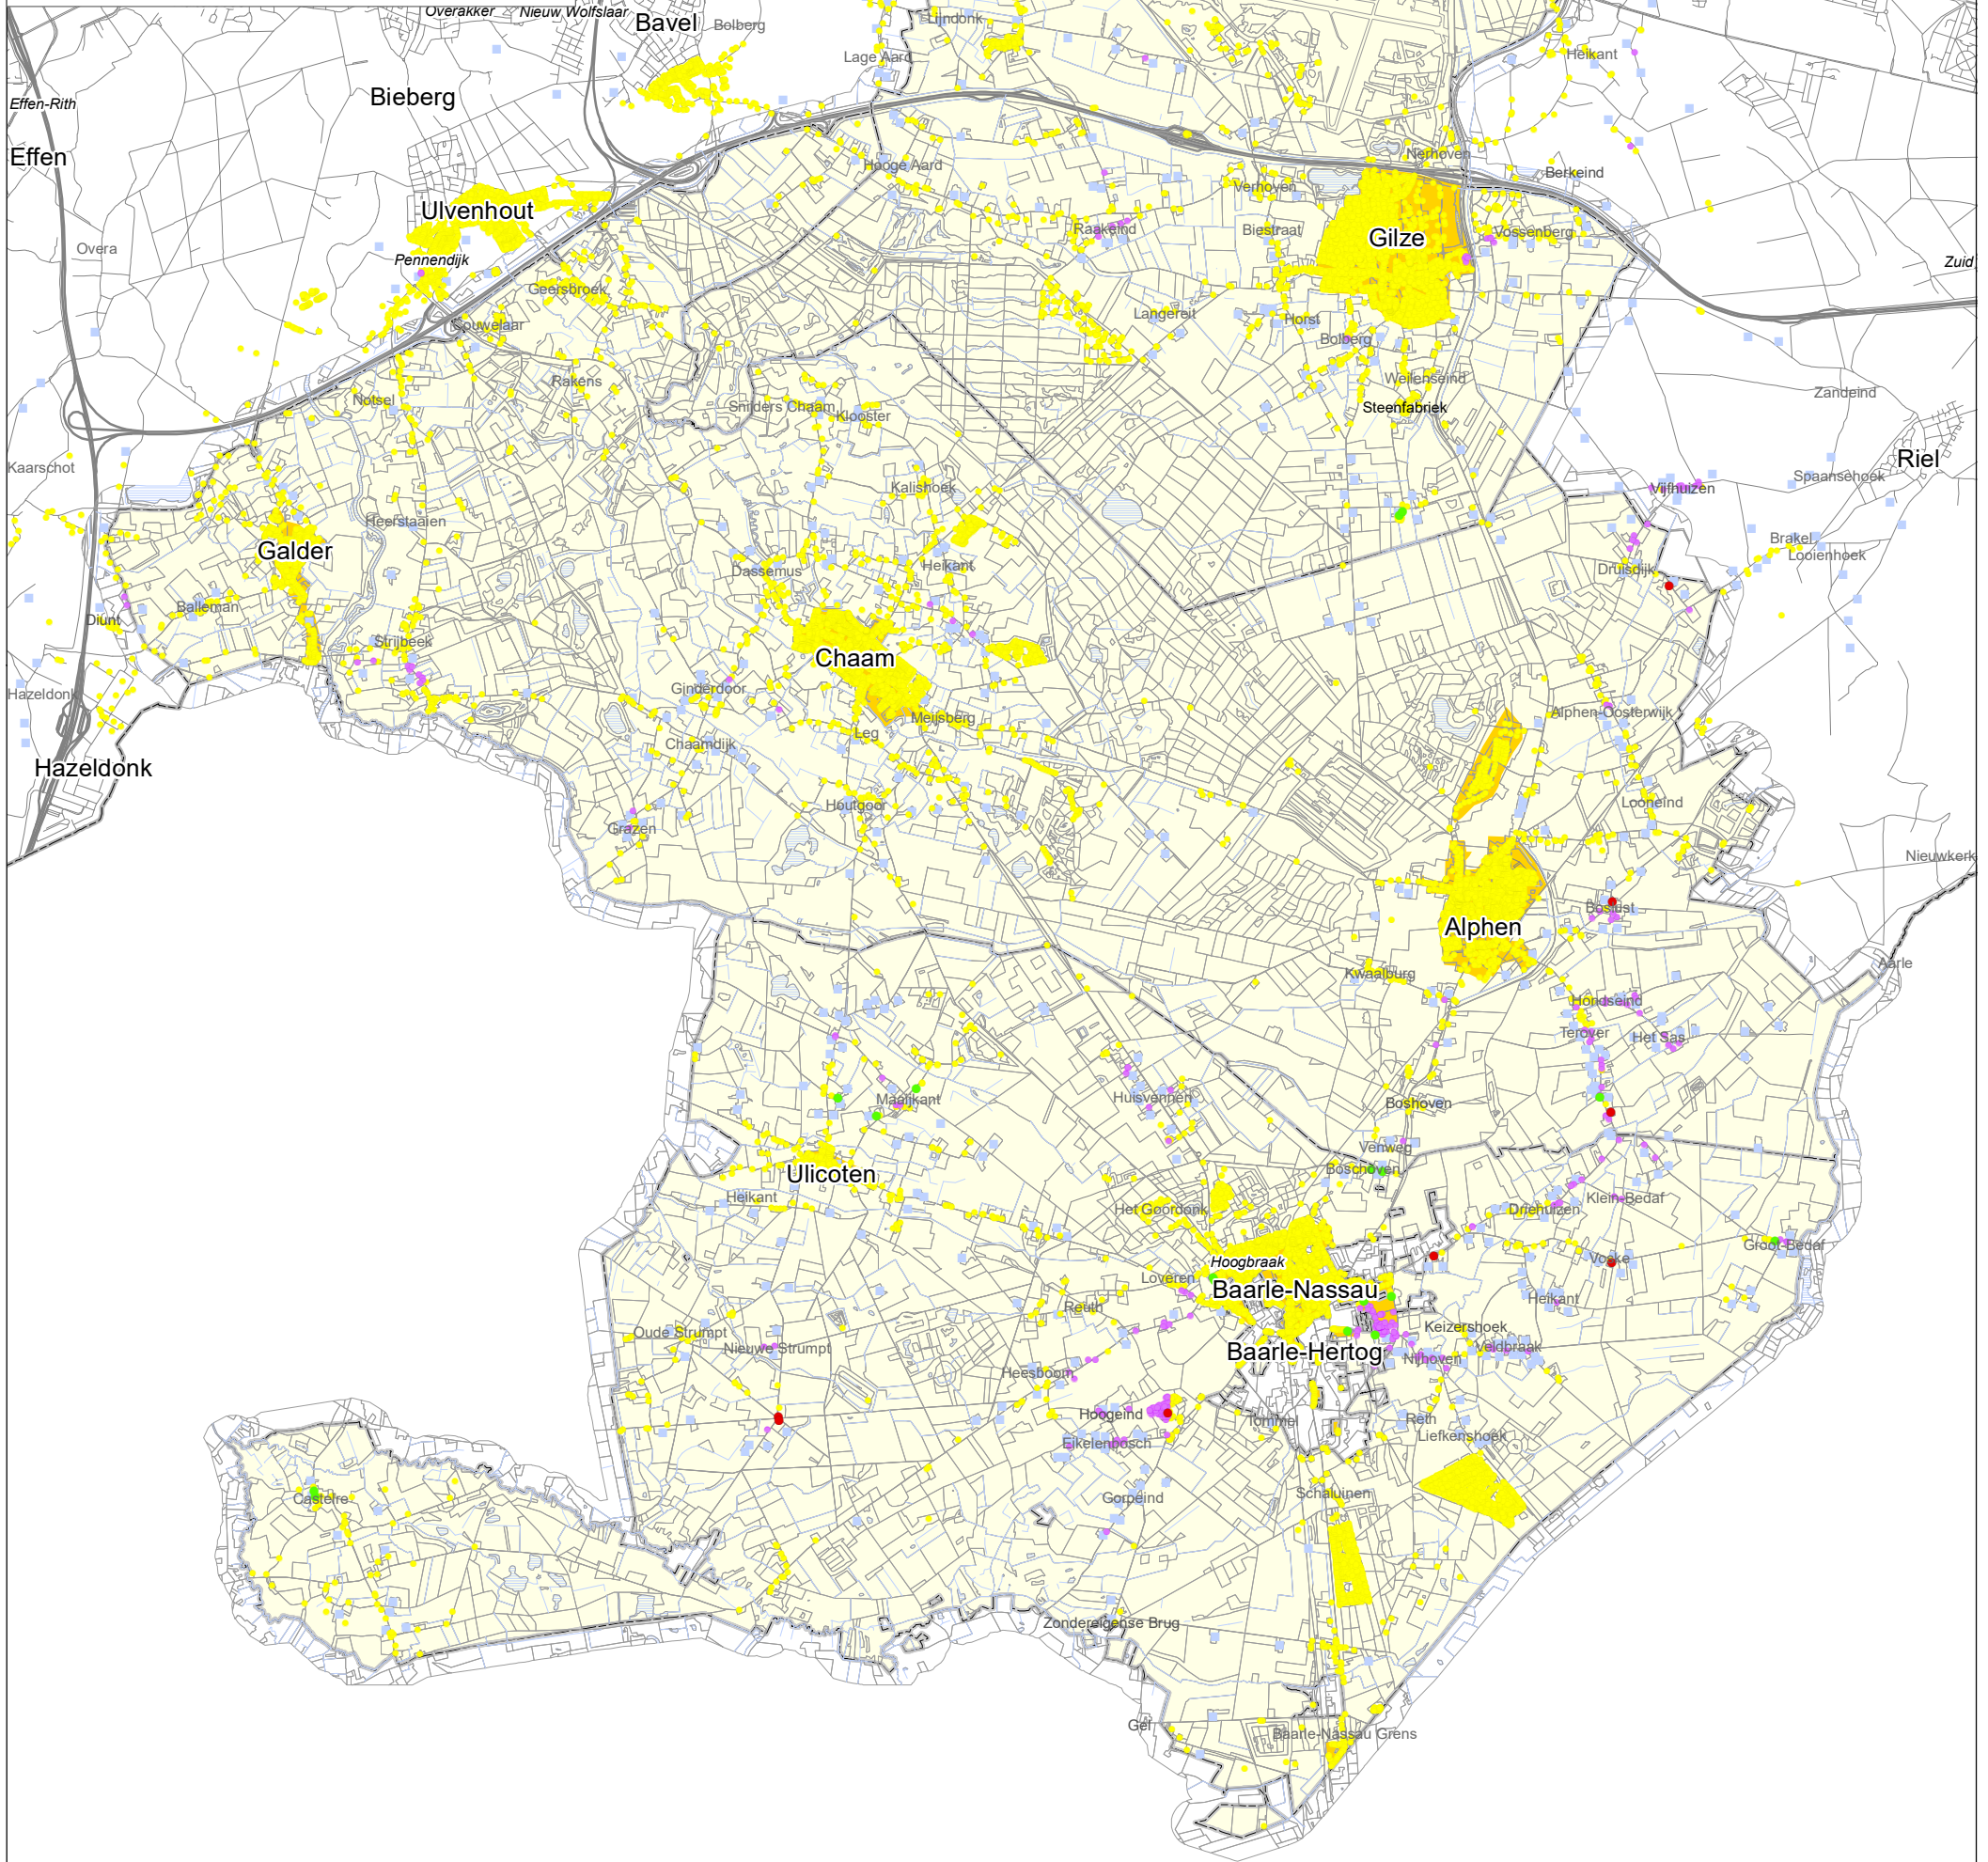 Overakker
Nieuw Wolfslaar
Bavel
Bolberg
Lijndonk
Lage Aard
Heikant
Bieberg
Effen-Rith
Effen
Nerhoven
Hooge Aard
Berkeind
Verhoven
Ulvenhout
Raakeind
Biestraat
Gilze
Vossenberg
Overa
Pennendijk
Zuid
Geersbroek
Couwelaar
Langereit
Horst
Bolberg
Rakens
Weilenseind
Notsel
Snijders Chaam
Klooster
Steenfabriek
Zandeind
Riel
Kaarschot
Kalishoek
Vijfhuizen
Spaansehoek
Heerstaaien
Galder
Brakel
Looienhoek
Dassemus
Heikant
Druisdijk
Balleman
Diunt
Strijbeek
Chaam
Ginderdoor
Hazeldonk
Meijsberg
Leg
Alphen-Oosterwijk
Chaamdijk
Hazeldonk
Houtgoor
Looneind
Grazen
Nieuwkerk
Boslust
Alphen
Kwaalburg
Aarle
Hondseind
Terover
Het Sas
Maaijkant
Huisvennen
Boshoven
Venweg
Boschoven
Ulicoten
Heikant
Klein-Bedaf
Het Goordonk
Driehuizen
Groot-Bedaf
Hoogbraak
Voske
Loveren
Baarle-Nassau
Reuth
Heikant
Keizershoek
Oude Strumpt
Nieuwe Strumpt
Baarle-Hertog
Veldbraak
Nijhoven
Heesboom
Hoogeind
Tommel
Reth
Liefkenshoek
Eikelenbosch
Castelre
Schaluinen
Gorpeind
Zondereigense Brug
Gel
Baarle-Nassau Grens